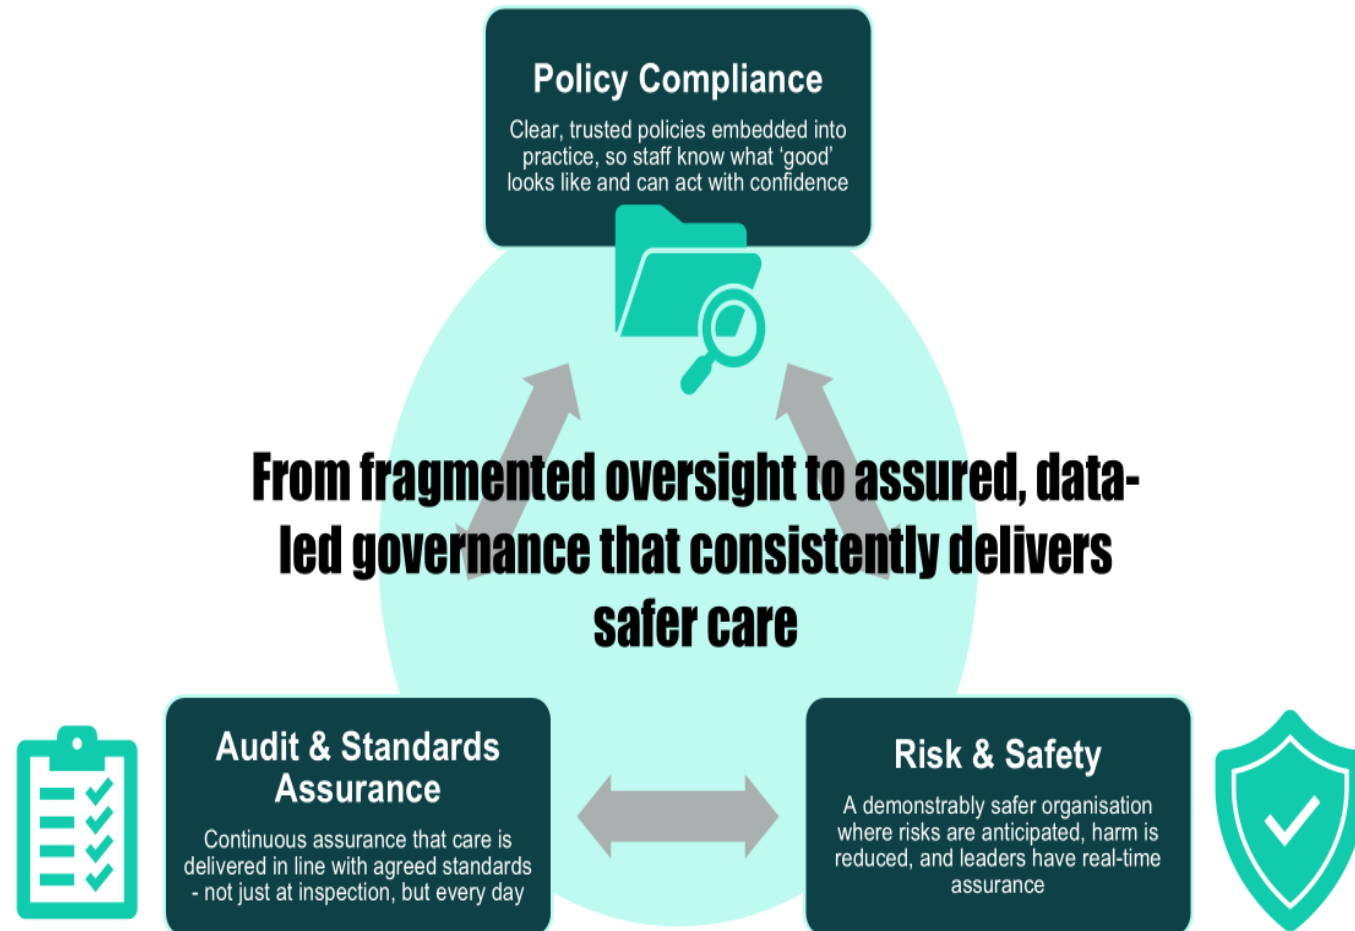 Policy Compliance
Clear, trusted policies embedded into
practice, so staff know what ‘good’
looks like and can act with confidence
From fragmented oversight to assured, data-
led governance that consistently delivers
safer care
Audit & Standards
Assurance
Continuous assurance that care is
delivered in line with agreed standards
- not just at inspection, but every day
Risk & Safety
A demonstrably safer organisation
where risks are anticipated, harm is
reduced, and leaders have real-time
assurance